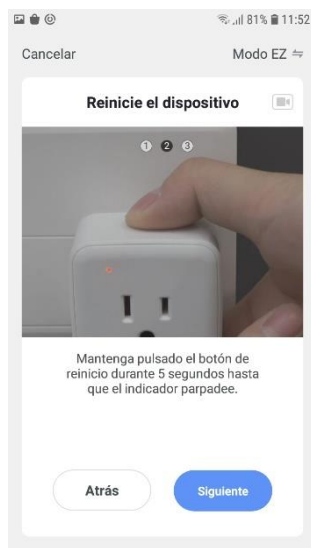 81% 11:52
Cancelar Modo EZ
Reinicie el dispositivo
1 2 3
Mantenga pulsado el botón de
reinicio durante 5 segundos hasta
que el indicador parpadee.
Atrás Siguiente